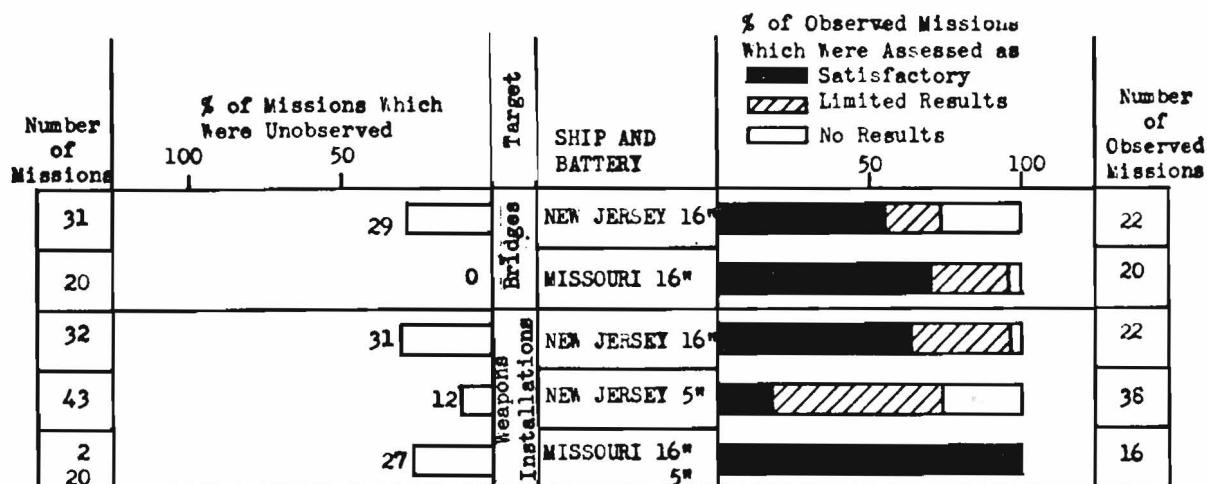 % of Observed Missions
Which Were Assessed as
Satisfactory
Limited Results
No Results
Number
of
Missions
% of Missions Which
Were Unobserved
100 50
Target
SHIP AND
BATTERY
50 100
Number
of
Observed
Missions
31 29 Bridges NEW JERSEY 16" 22
20 0 MISSOURI 16" 20
32 31 Weapons Installations NEW JERSEY 16" 22
43 12 NEW JERSEY 5" 38
2 27 MISSOURI 16" 16
20 5"